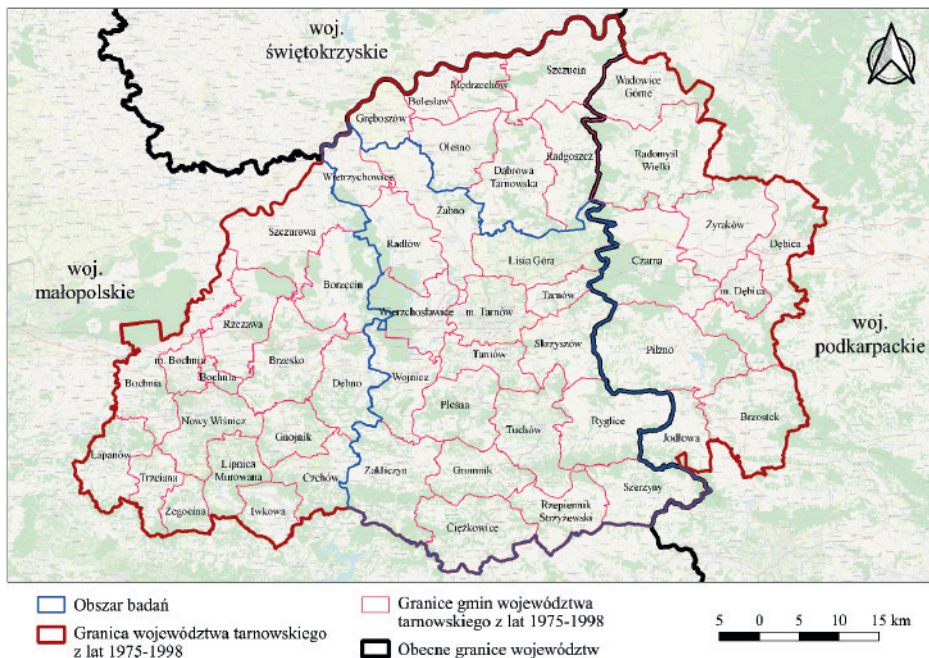 woj.
świętokrzyskie
Szczucin
Mędrzechów
Wadowice
Górne
Bolesław
Gręboszów
Olesno
Radgoszcz
Radomyśl
Wielki
Dąbrowa
Tarnowska
Wietrzychowice
Żabno
Żyraków
Szczurowa
Radłów
Dębica
Lisia Góra
Czarna
woj.
małopolskie
Borzęcin
Tarnów
m. Dębica
Wierzchosławice
m. Tarnów
Rzezawa
woj.
podkarpackie
Skrzyszów
Pilzno
m. Bochnia
Brzesko
Tarnów
Bochnia
Bochnia
Dębno
Wojnicz
Pleśna
Brzostek
Nowy Wiśnicz
Ryglice
Tuchów
Gnojnik
Jodłowa
Łapanów
Lipnica
Murowana
Trzciana
Zakliczyn
Gromnik
Czchów
Szerzyny
Żegocina
Iwkowa
Rzepiennik
Strzyżewski
Ciężkowice
Obszar badań
Granica województwa tarnowskiego
z lat 1975-1998
Granice gmin województwa
tarnowskiego z lat 1975-1998
Obecne granice województw
5 0 5 10 15 km